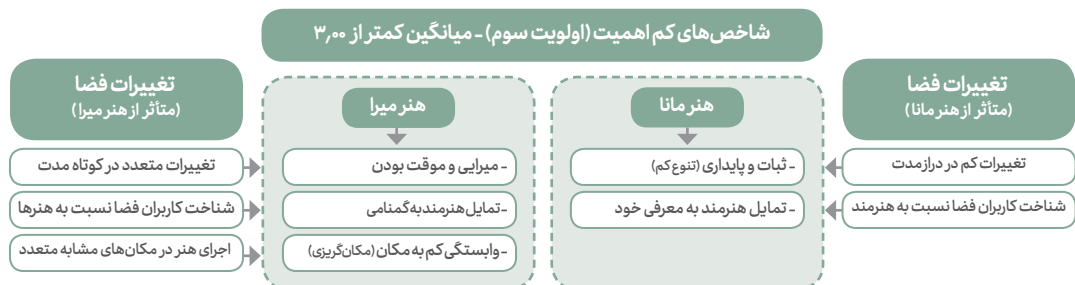 شاخص‌های کم اهمیت (اولویت سوم) - میانگین کمتر از ۳٫۰۰
تغییرات فضا
(متأثر از هنر مانا)
تغییرات کم در درازمدت
شناخت کاربران فضا نسبت به هنرمند
هنر مانا
- ثبات و پایداری (تنوع کم)
- تمایل هنرمند به معرفی خود
هنر میرا
- میرایی و موقت بودن
- تمایل هنرمند به گمنامی
- وابستگی کم به مکان (مکان‌گریزی)
تغییرات فضا
(متأثر از هنر میرا)
تغییرات متعدد در کوتاه مدت
شناخت کاربران فضا نسبت به هنرها
اجرای هنر در مکان‌های مشابه متعدد